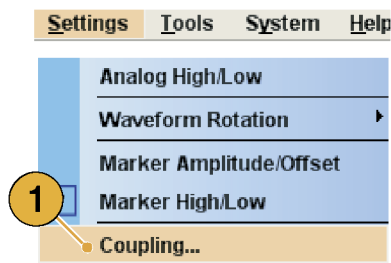 Settings Tools System Help
Analog High/Low
Waveform Rotation
Marker Amplitude/Offset
Marker High/Low
1
Coupling...